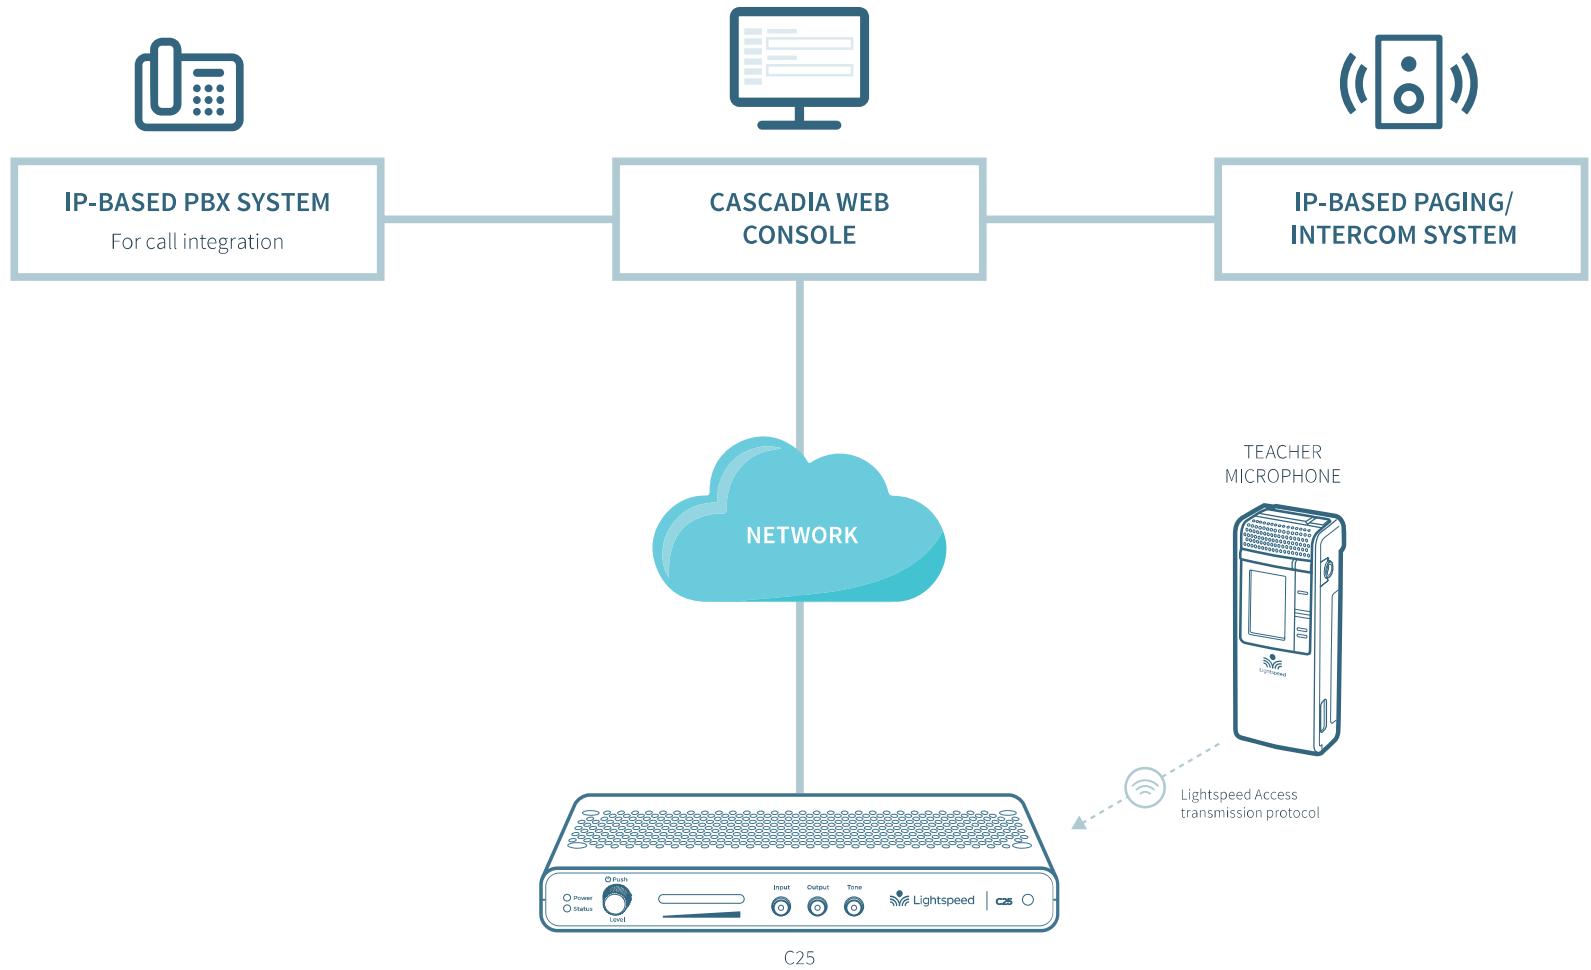 IP-BASED PBX SYSTEM
For call integration
CASCADIA WEB
CONSOLE
IP-BASED PAGING/
INTERCOM SYSTEM
NETWORK
TEACHER
MICROPHONE
Lightspeed
Lightspeed Access
transmission protocol
Push
Power
Status
Level
Input
Output
Tone
Lightspeed
C25
C25